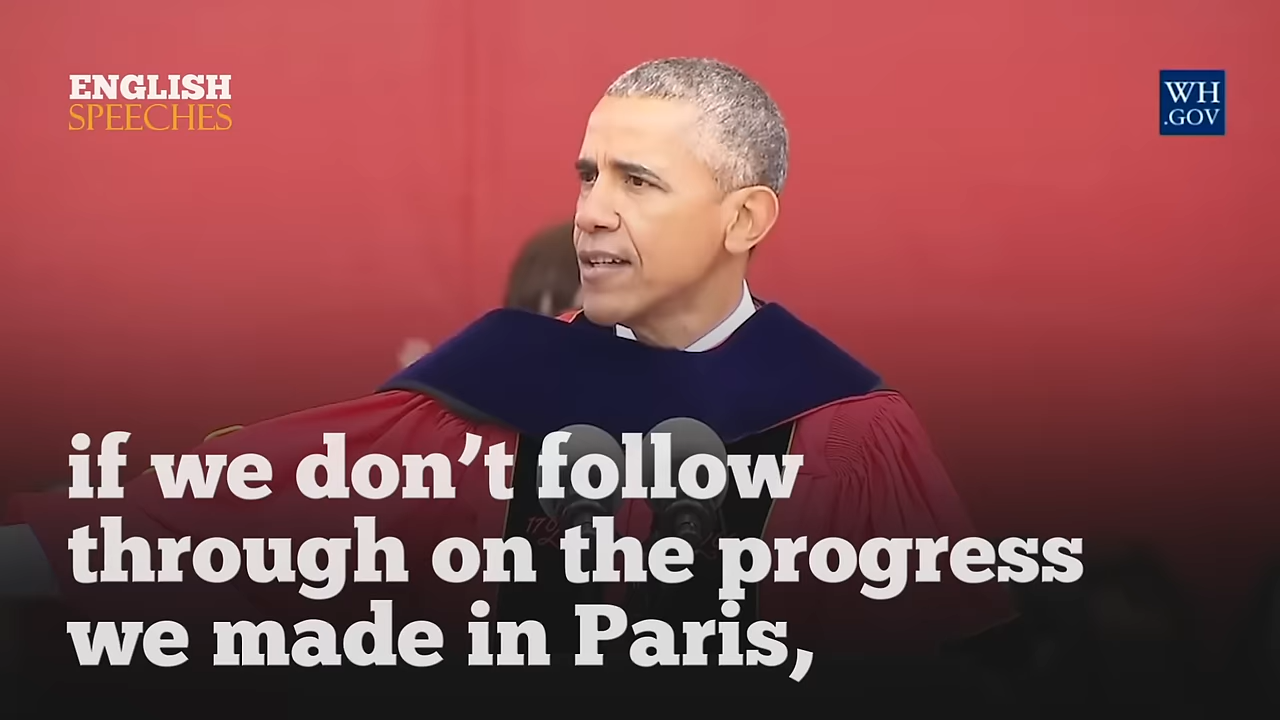 ENGLISH
SPEECHES
WH
.GOV
if we don't follow
through on the progress
we made in Paris,